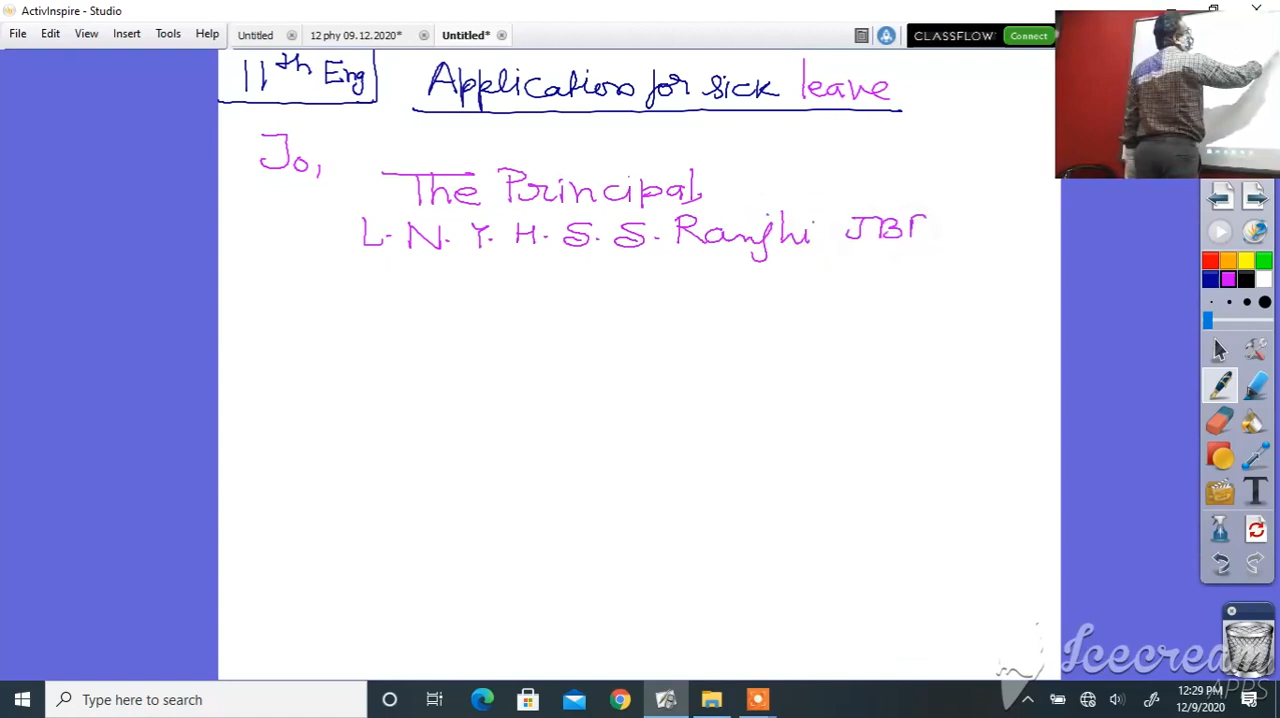 ActivInspire - Studio
File Edit View Insert Tools Help Untitled 12 phy 09.12.2020* Untitled* CLASSFLOW Connect
11th Eng Application for sick leave
To,
The Principal
L. N. Y. H. S. S. Ranjhi JBP
Icecream
APPS
Type here to search 12:29 PM
12/9/2020